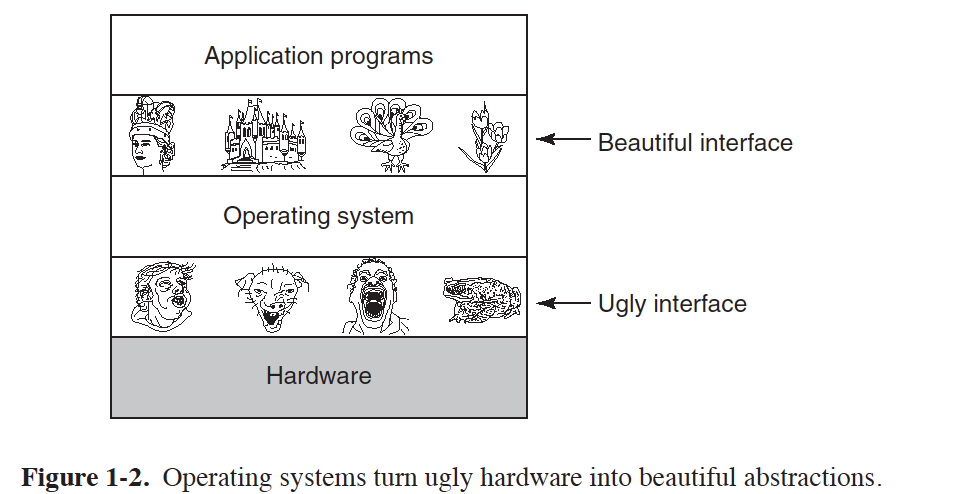 Application programs
Beautiful interface
Operating system
Ugly interface
Hardware
Figure 1-2. Operating systems turn ugly hardware into beautiful abstractions.